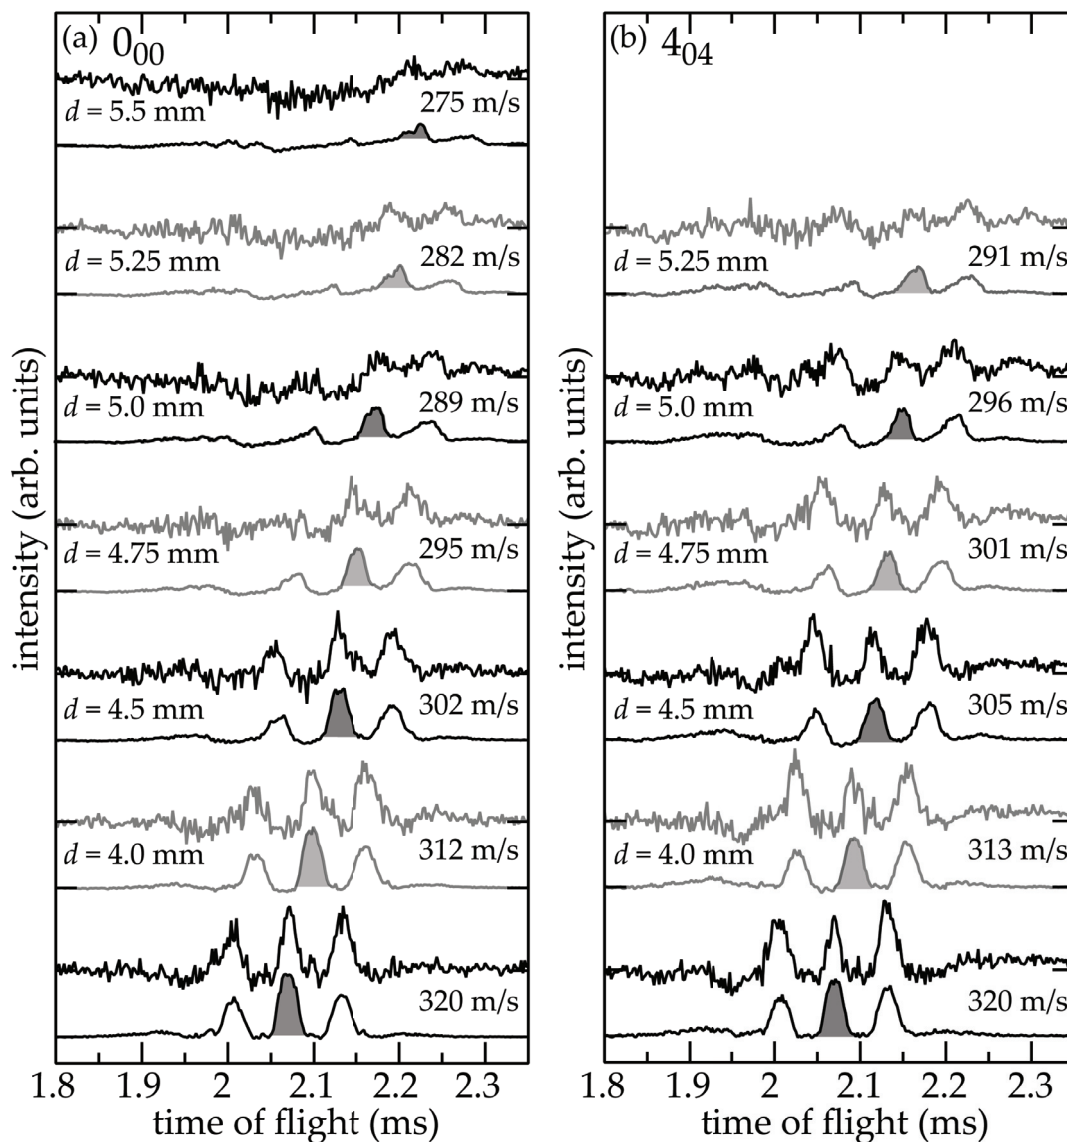 (a) 0₀₀
d = 5.5 mm
275 m/s
d = 5.25 mm
282 m/s
d = 5.0 mm
289 m/s
d = 4.75 mm
295 m/s
d = 4.5 mm
302 m/s
d = 4.0 mm
312 m/s
320 m/s
intensity (arb. units)
1.8 1.9 2 2.1 2.2 2.3
time of flight (ms)
(b) 4₀₄
d = 5.25 mm
291 m/s
d = 5.0 mm
296 m/s
d = 4.75 mm
301 m/s
d = 4.5 mm
305 m/s
d = 4.0 mm
313 m/s
320 m/s
intensity (arb. units)
1.8 1.9 2 2.1 2.2 2.3
time of flight (ms)